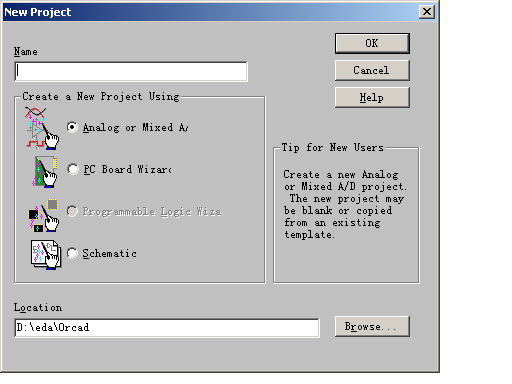 New Project
Name
OK
Cancel
Help
Create a New Project Using
Analog or Mixed A/
PC Board Wizard
Programmable Logic Wiza
Schematic
Tip for New Users
Create a new Analog
or Mixed A/D project.
The new project may
be blank or copied
from an existing
template.
Location
D:\eda\Orcad
Browse...